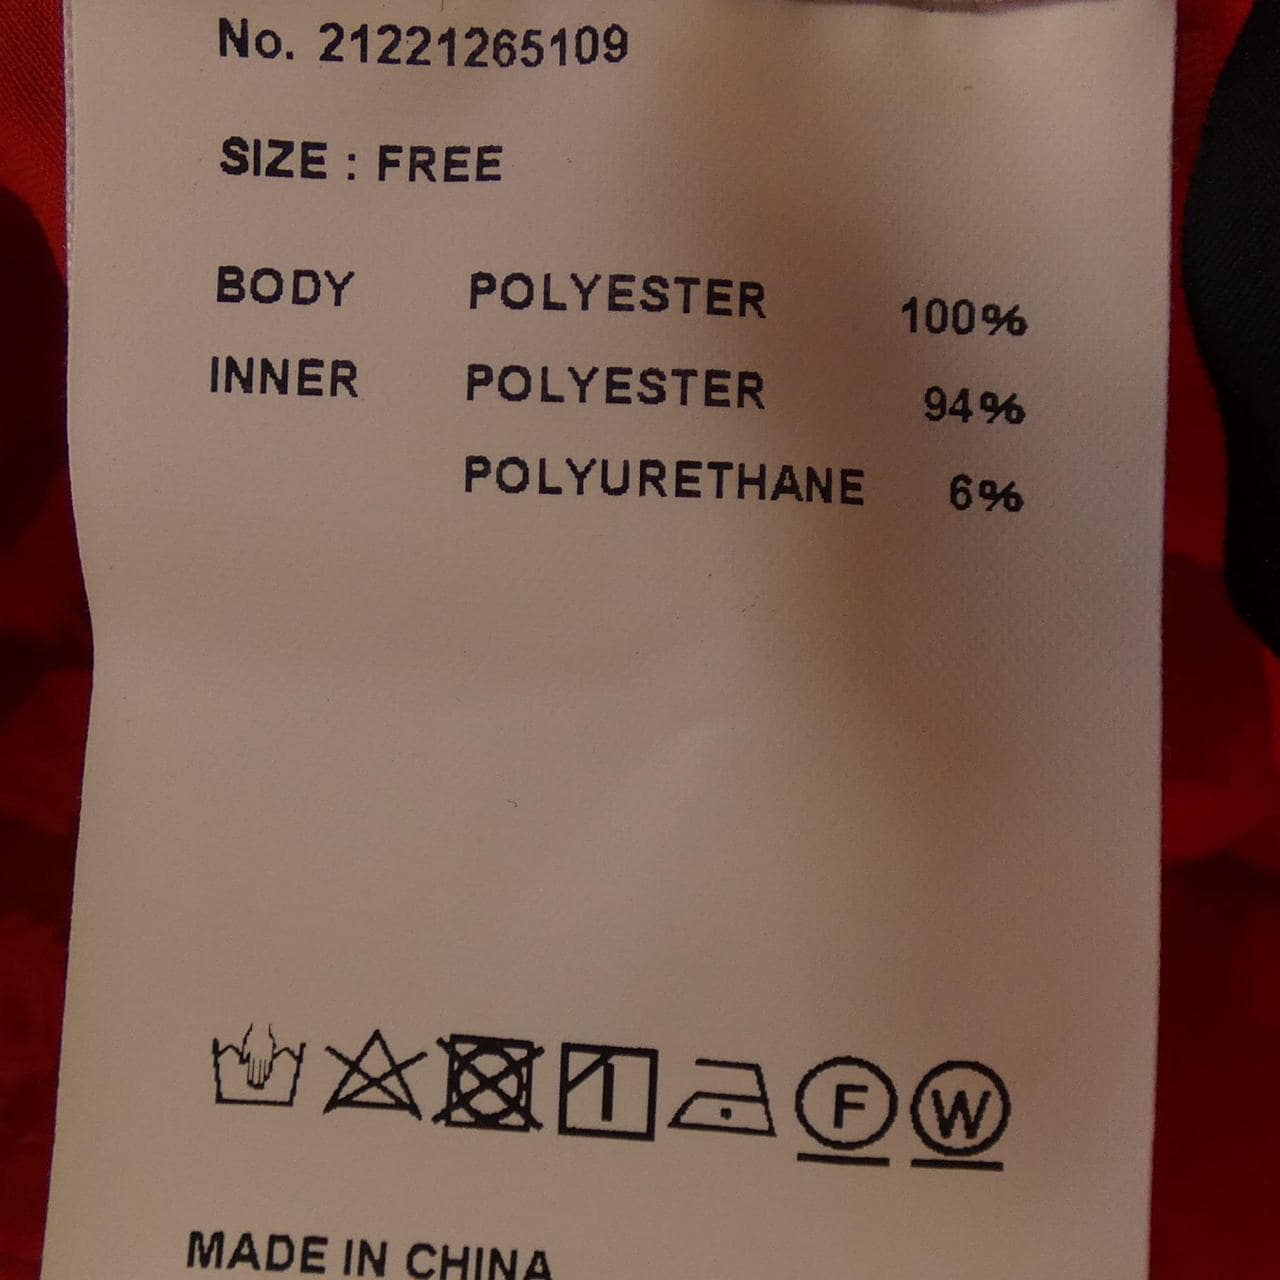 No. 21221265109
SIZE : FREE
BODY POLYESTER 100%
INNER POLYESTER 94%
POLYURETHANE 6%
F W
MADE IN CHINA